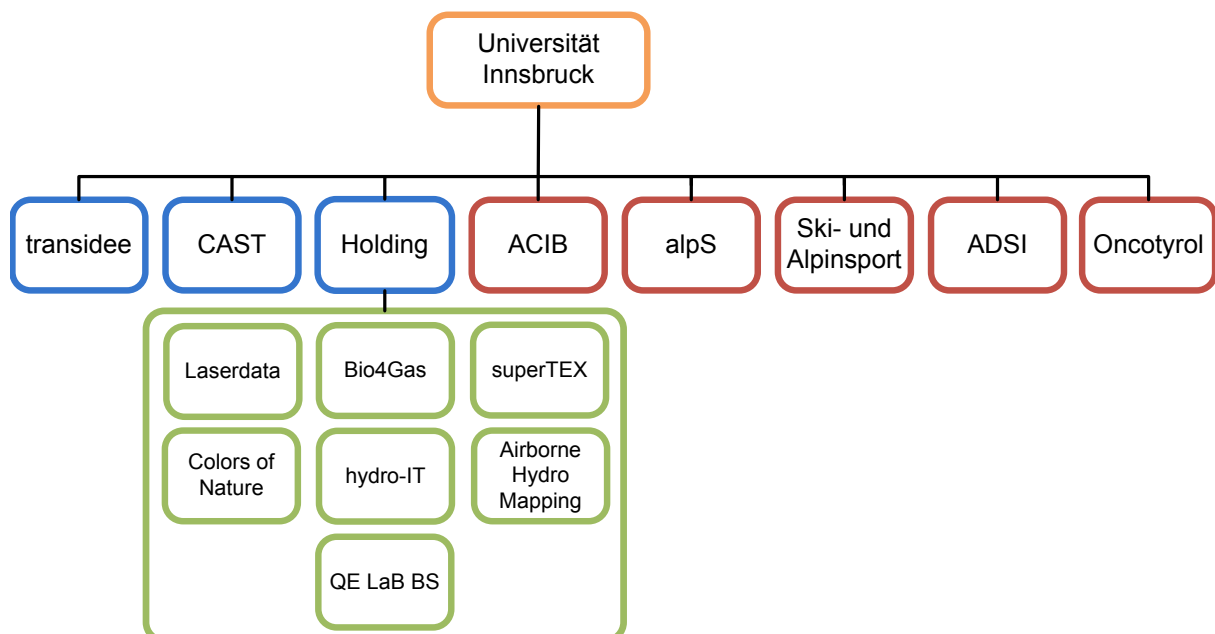 Universität
Innsbruck
transidee
CAST
Holding
ACIB
alpS
Ski- und
Alpinsport
ADSI
Oncotyrol
Laserdata
Bio4Gas
superTEX
Colors of
Nature
hydro-IT
Airborne
Hydro
Mapping
QE LaB BS